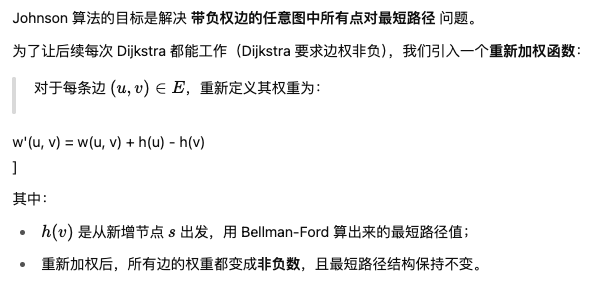 Johnson 算法的目标是解决 带负权边的任意图中所有点对最短路径 问题。
为了让后续每次 Dijkstra 都能工作（Dijkstra 要求边权非负），我们引入一个重新加权函数：
对于每条边 (u, v) ∈ E，重新定义其权重为：
w'(u, v) = w(u, v) + h(u) - h(v)
]
其中：
• h(v) 是从新增节点 s 出发，用 Bellman-Ford 算出来的最短路径值；
• 重新加权后，所有边的权重都变成非负数，且最短路径结构保持不变。